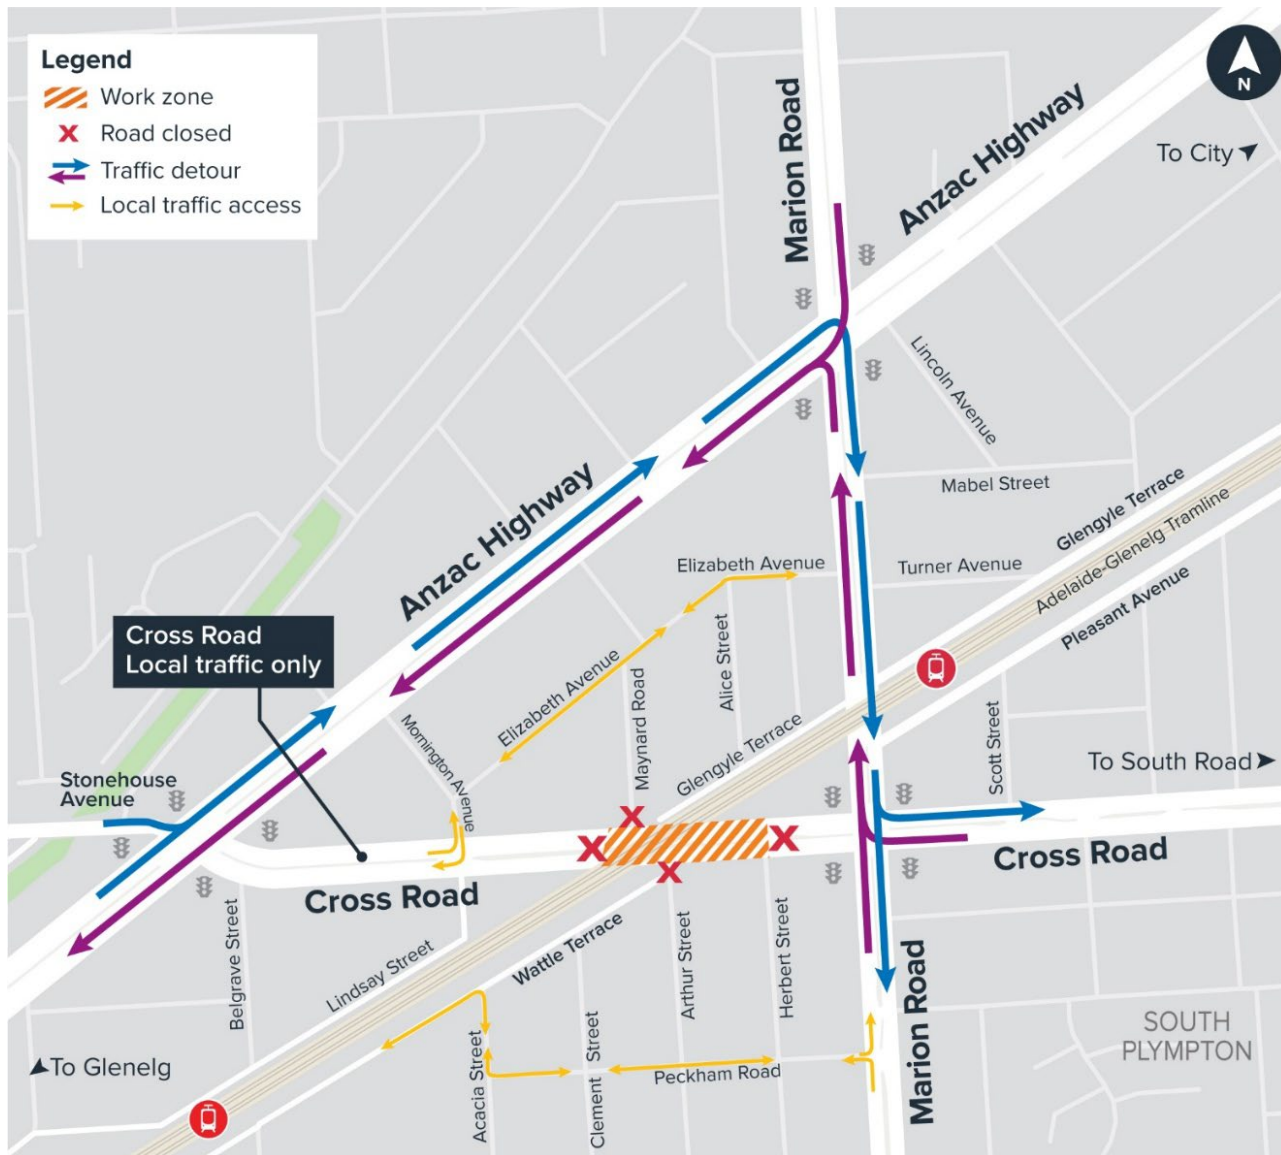 Legend
Work zone
Road closed
Traffic detour
Local traffic access
N
To City
Marion Road
Anzac Highway
Lincoln Avenue
Mabel Street
Glengyle Terrace
Adelaide-Glenelg Tramline
Pleasant Avenue
Anzac Highway
Elizabeth Avenue
Turner Avenue
Cross Road
Local traffic only
Elizabeth Avenue
Maynard Road
Alice Street
Glengyle Terrace
Mornington Avenue
Scott Street
To South Road
Stonehouse
Avenue
Cross Road
Cross Road
Belgrave Street
Lindsay Street
Wattle Terrace
Arthur Street
Herbert Street
Marion Road
SOUTH
PLYMPTON
To Glenelg
Acacia Street
Clement Street
Peckham Road